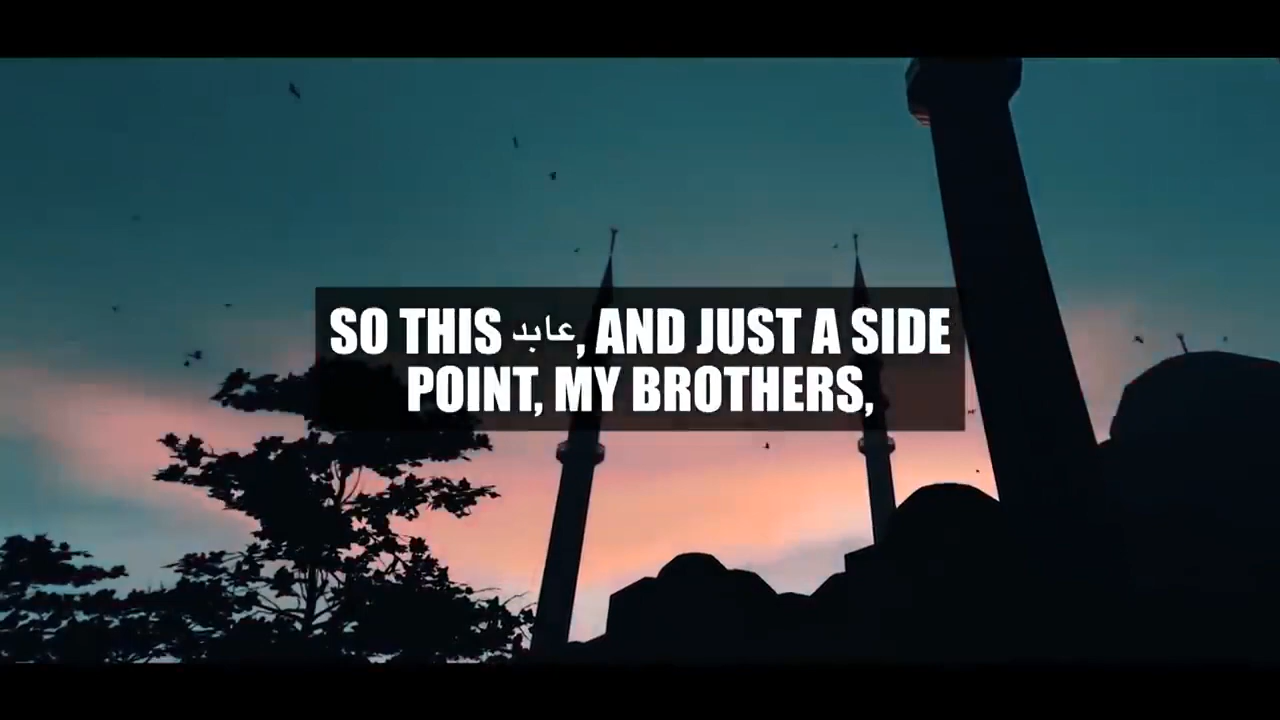 SO THIS عابد, AND JUST A SIDE
POINT, MY BROTHERS,